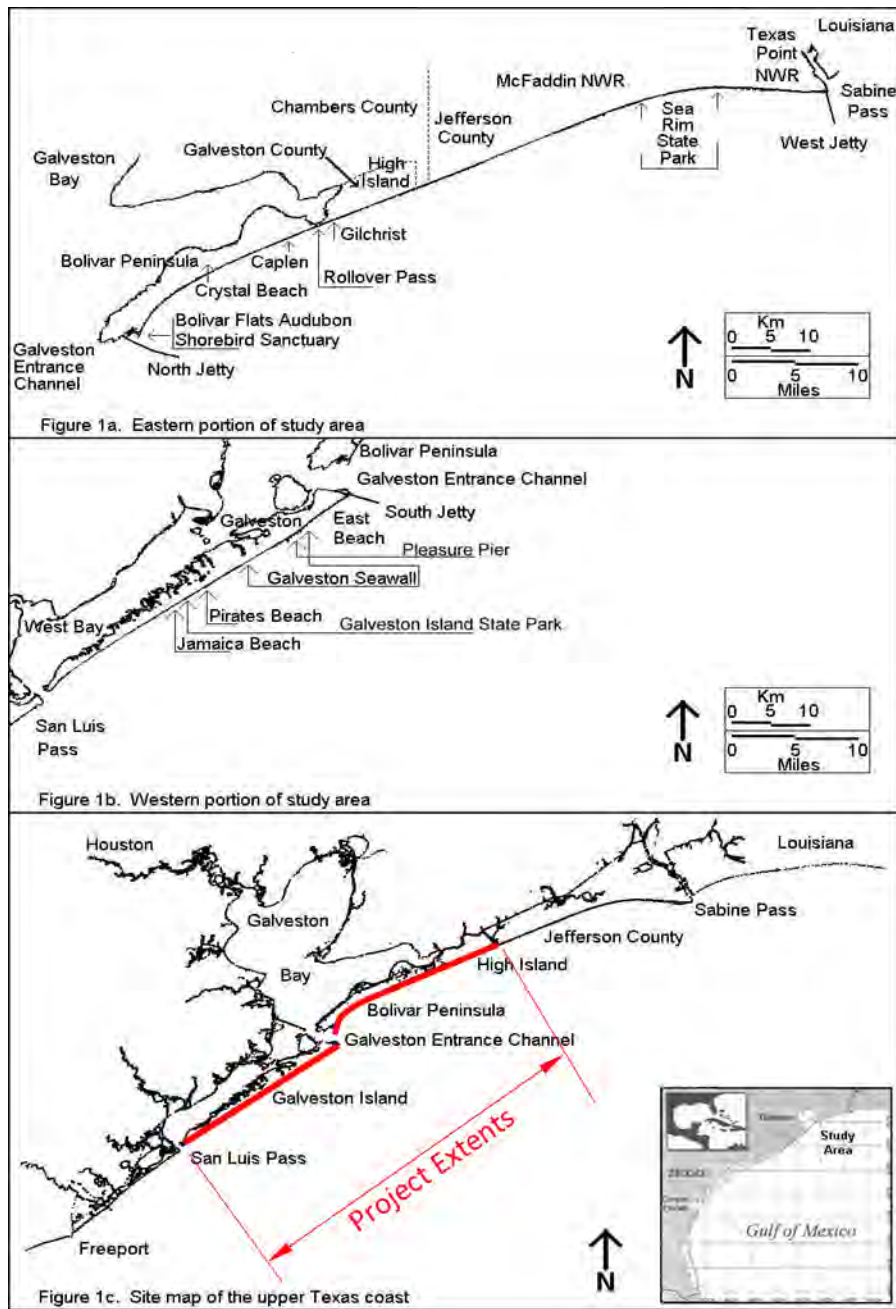 Louisiana
Texas
Point
NWR
Sabine
Pass
West Jetty
McFaddin NWR
Sea
Rim
State
Park
Chambers County
Jefferson
County
Galveston County
High
Island
Galveston
Bay
Gilchrist
Bolivar Peninsula
Caplen
Rollover Pass
Crystal Beach
Bolivar Flats Audubon
Shorebird Sanctuary
Galveston
Entrance
Channel
North Jetty
N
Km
0 5 10
0 5 10
Miles
Figure 1a. Eastern portion of study area
Bolivar Peninsula
Galveston Entrance Channel
South Jetty
Galveston
East
Beach
Pleasure Pier
Galveston Seawall
Pirates Beach
Galveston Island State Park
West Bay
Jamaica Beach
San Luis
Pass
N
Km
0 5 10
0 5 10
Miles
Figure 1b. Western portion of study area
Houston
Louisiana
Galveston
Bay
Sabine Pass
Jefferson County
High Island
Bolivar Peninsula
Galveston Entrance Channel
Galveston Island
San Luis Pass
Project Extents
Freeport
N
Study
Area
Gulf of Mexico
Figure 1c. Site map of the upper Texas coast